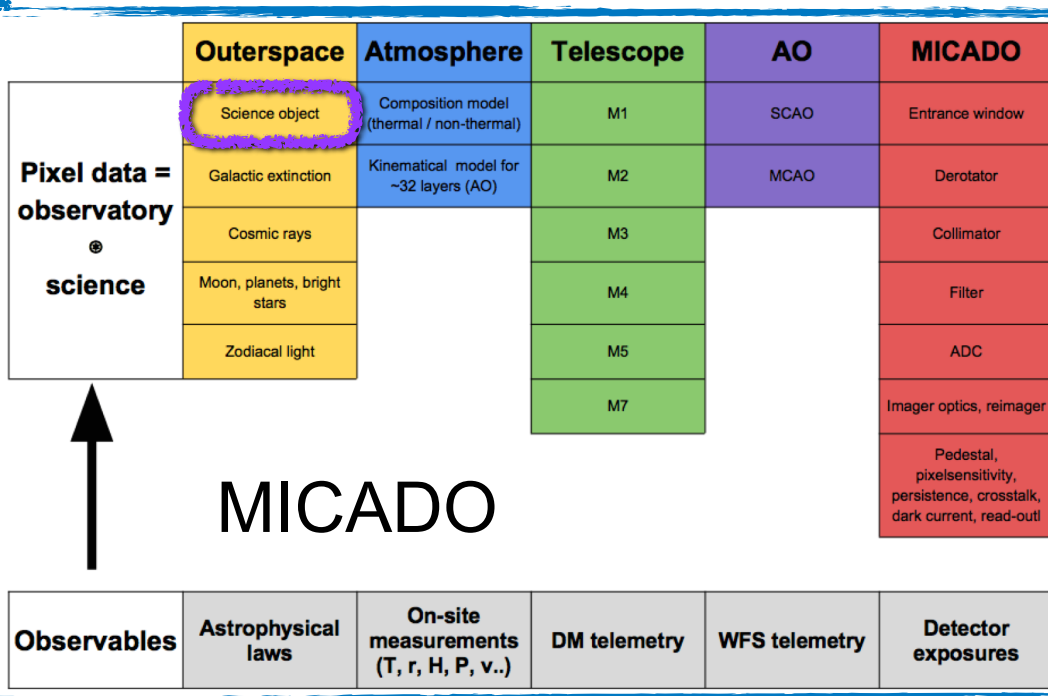 Outerspace
Atmosphere
Telescope
AO
MICADO
Pixel data =
observatory
⊛
science
Science object
Composition model
(thermal / non-thermal)
M1
SCAO
Entrance window
Galactic extinction
Kinematical model for
~32 layers (AO)
M2
MCAO
Derotator
Cosmic rays
M3
Collimator
Moon, planets, bright
stars
M4
Filter
Zodiacal light
M5
ADC
M7
Imager optics, reimager
Pedestal,
pixelsensitivity,
persistence, crosstalk,
dark current, read-outl
MICADO
Observables
Astrophysical
laws
On-site
measurements
(T, r, H, P, v..)
DM telemetry
WFS telemetry
Detector
exposures